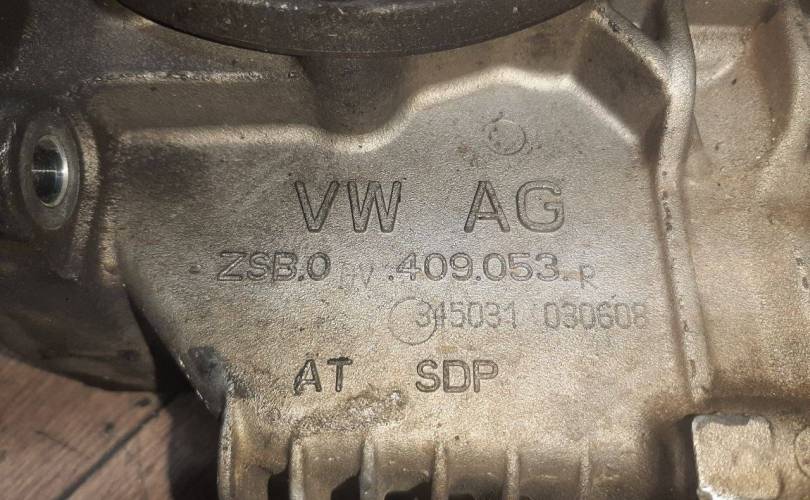 VW AG
ZSB.0 .409.053. R
345031 030608
AT SDP